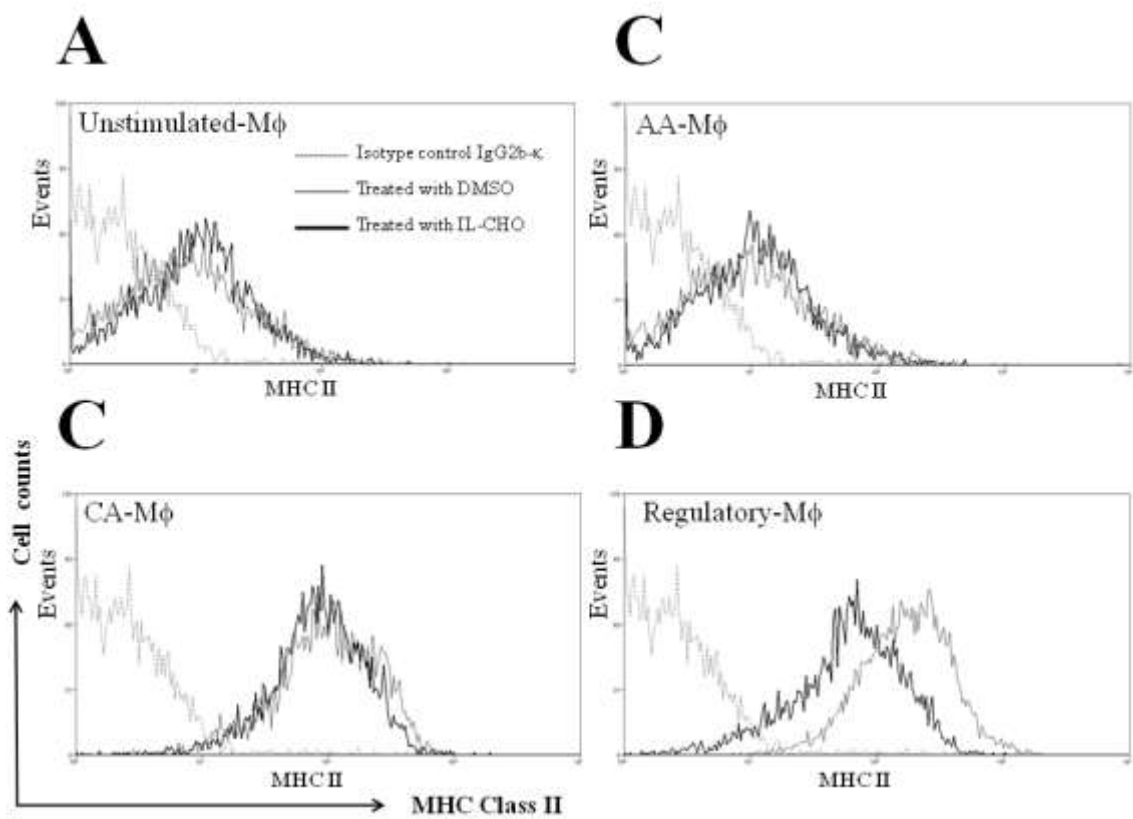 A
C
Unstimulated-Mϕ
AA-Mϕ
Isotype control IgG2b-κ
Treated with DMSO
Treated with IL-CHO
Events
Events
MHC II
MHC II
C
D
CA-Mϕ
Regulatory-Mϕ
Cell counts
Events
Events
MHC II
MHC II
MHC Class II